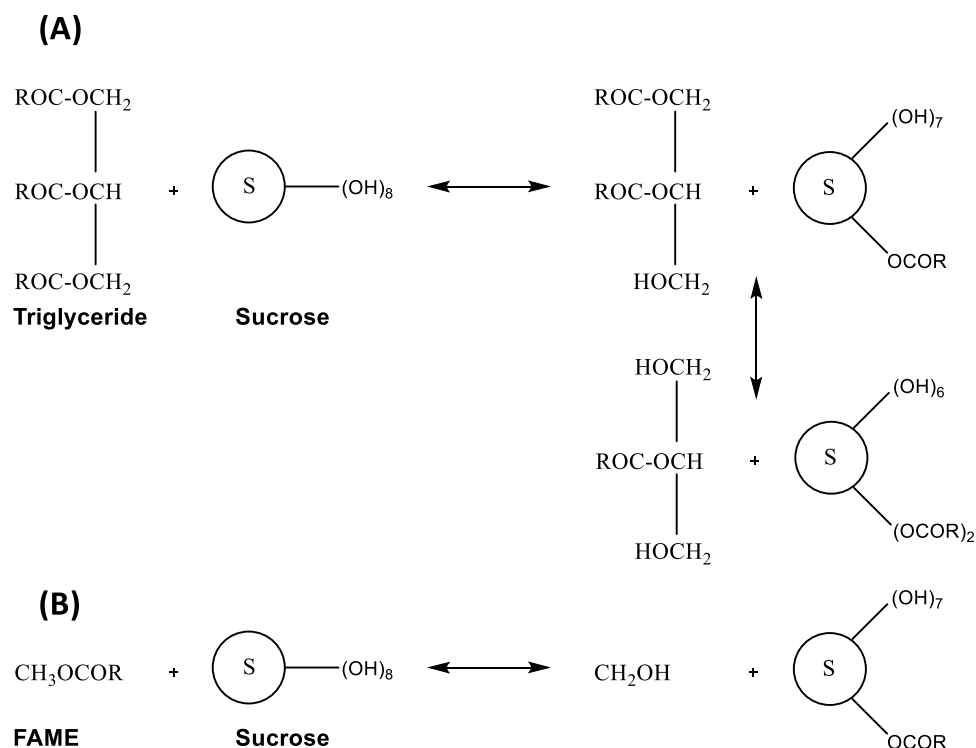 (A)
ROC-OCH₂ ROC-OCH₂ (OH)₇
ROC-OCH + S (OH)₈ ROC-OCH + S
ROC-OCH₂ HOCH₂ OCOR
Triglyceride Sucrose
HOCH₂ (OH)₆
ROC-OCH + S
HOCH₂ (OCOR)₂
(B)
(OH)₇
CH₃OCOR + S (OH)₈ CH₂OH + S
FAME Sucrose OCOR